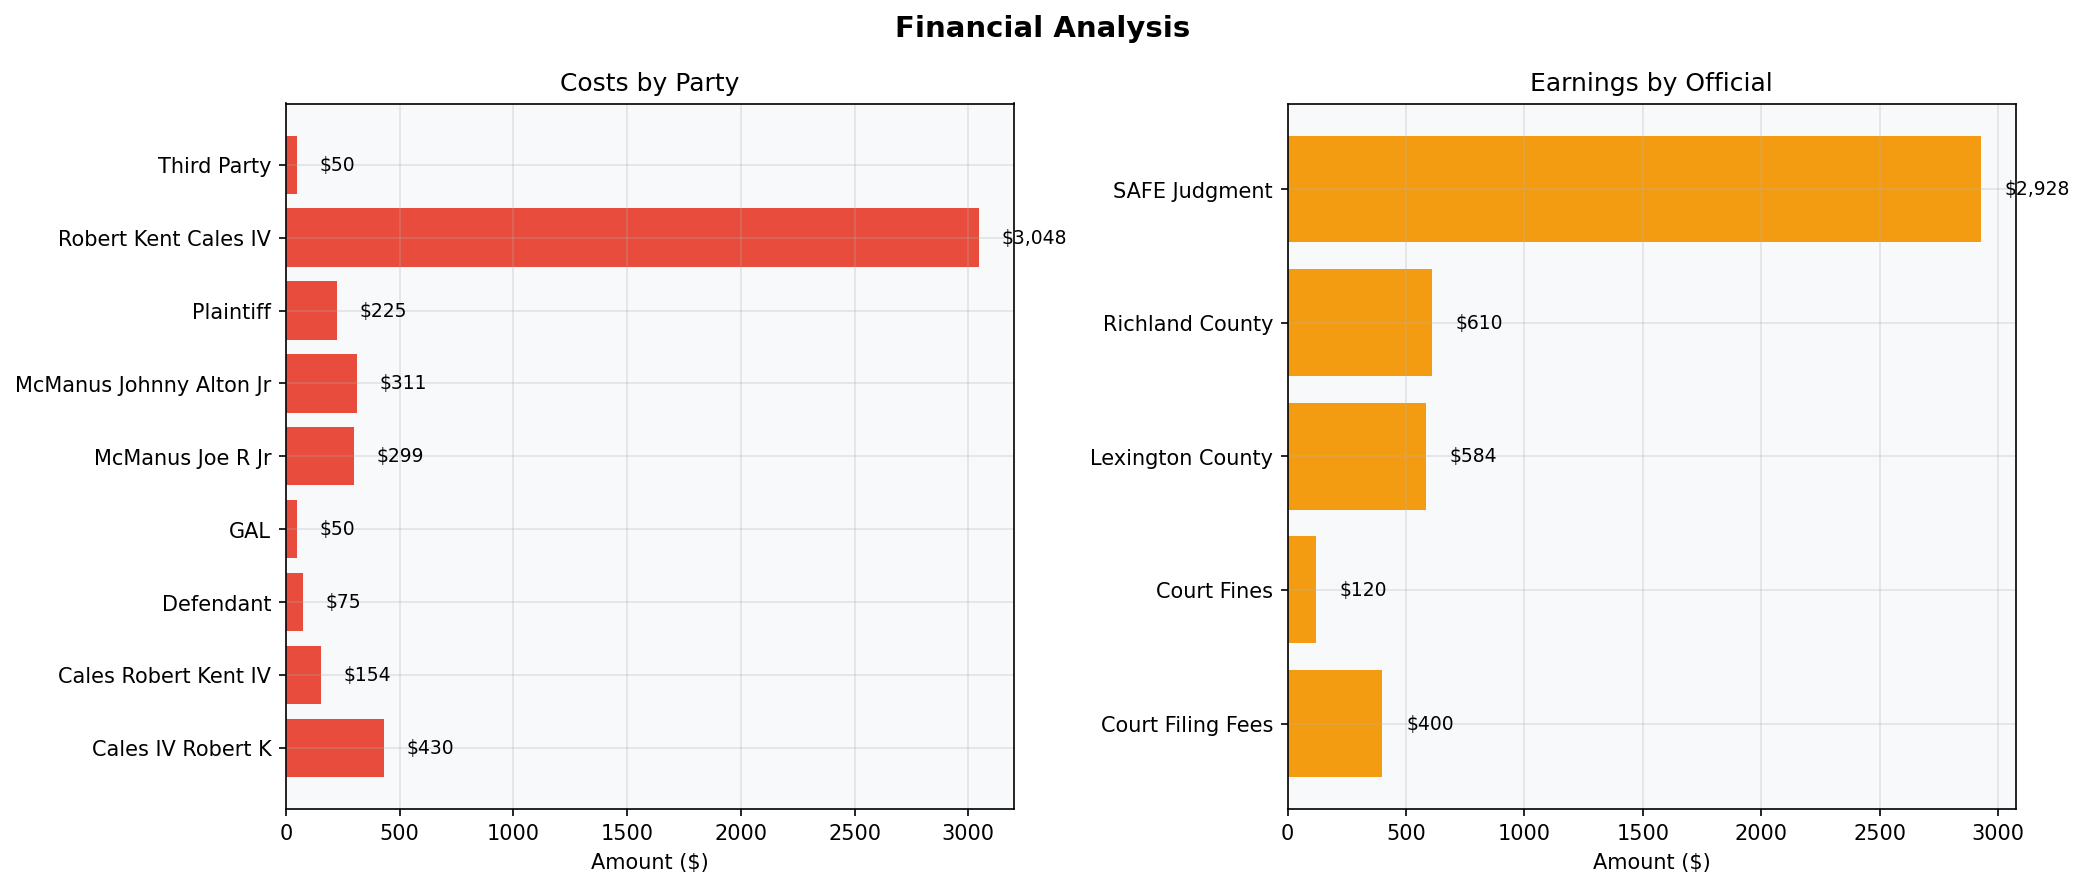 Financial Analysis
Costs by Party
Third Party
$50
Robert Kent Cales IV
$3,048
Plaintiff
$225
McManus Johnny Alton Jr
$311
McManus Joe R Jr
$299
GAL
$50
Defendant
$75
Cales Robert Kent IV
$154
Cales IV Robert K
$430
0 500 1000 1500 2000 2500 3000
Amount ($)
Earnings by Official
SAFE Judgment
$2,928
Richland County
$610
Lexington County
$584
Court Fines
$120
Court Filing Fees
$400
0 500 1000 1500 2000 2500 3000
Amount ($)